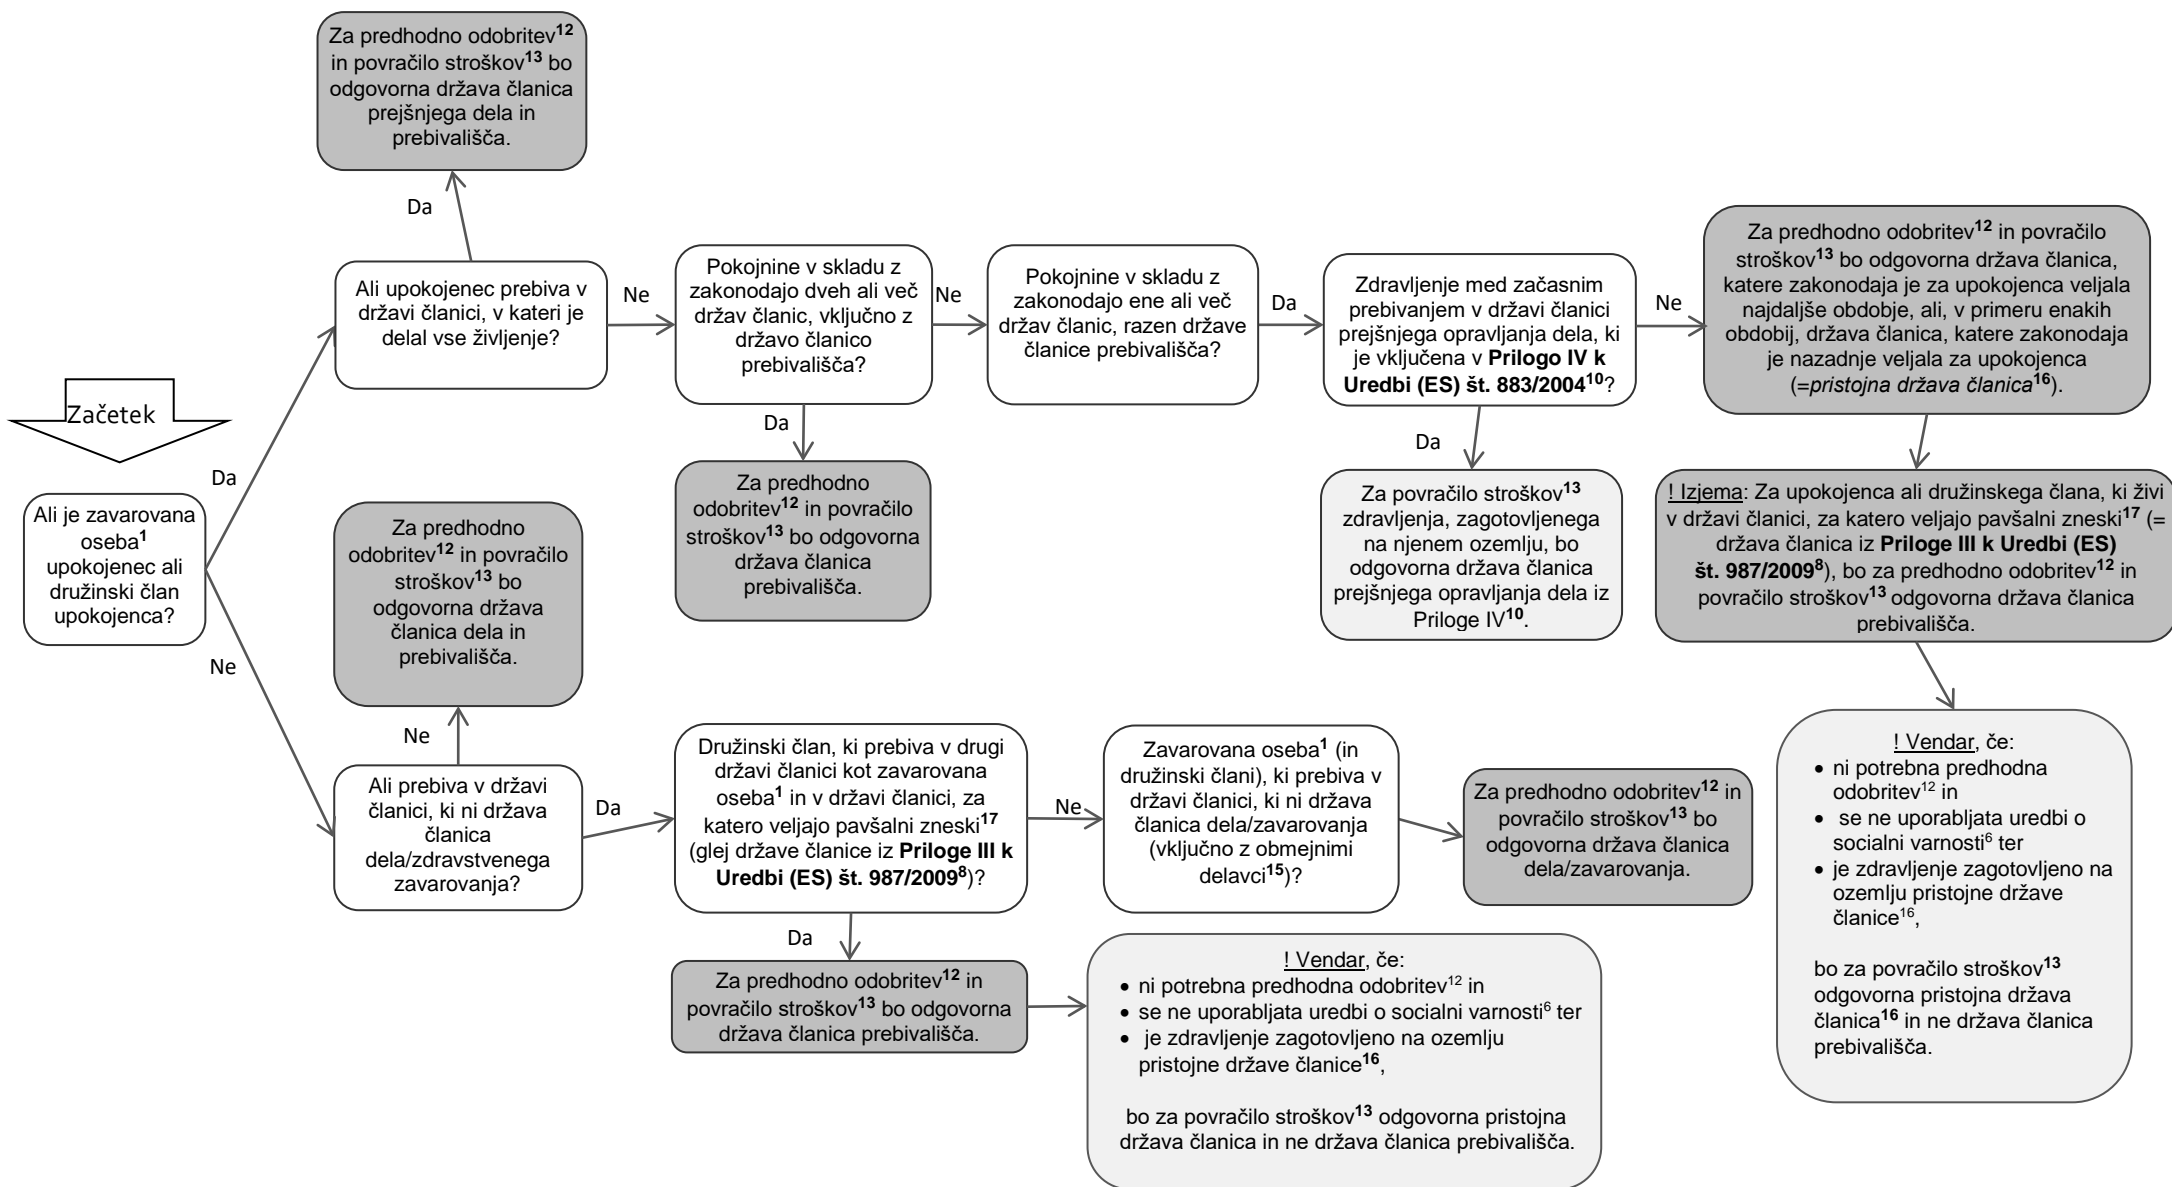 Za predhodno odobritev12
in povračilo stroškov13 bo
odgovorna država članica
prejšnjega dela in
prebivališča.
Da
Ali upokojenec prebiva v
državi članici, v kateri je
delal vse življenje?
Ne
Pokojnine v skladu z
zakonodajo dveh ali več
držav članic, vključno z
državo članico
prebivališča?
Ne
Pokojnine v skladu z
zakonodajo ene ali več
držav članic, razen države
članice prebivališča?
Da
Zdravljenje med začasnim
prebivanjem v državi članici
prejšnjega opravljanja dela, ki
je vključena v Prilogo IV k
Uredbi (ES) št. 883/200410?
Ne
Za predhodno odobritev12 in povračilo
stroškov13 bo odgovorna država članica,
katere zakonodaja je za upokojenca veljala
najdaljše obdobje, ali, v primeru enakih
obdobij, država članica, katere zakonodaja
je nazadnje veljala za upokojenca
(=pristojna država članica16).
Začetek
Da
Ali je zavarovana
oseba1
upokojenec ali
družinski član
upokojenca?
Ne
Da
Za predhodno
odobritev12 in povračilo
stroškov13 bo odgovorna
država članica
prebivališča.
Da
Za povračilo stroškov13
zdravljenja, zagotovljenega
na njenem ozemlju, bo
odgovorna država članica
prejšnjega opravljanja dela iz
Priloge IV10.
! Izjema: Za upokojenca ali družinskega člana, ki živi
v državi članici, za katero veljajo pavšalni zneski17 (=
država članica iz Priloge III k Uredbi (ES)
št. 987/20098), bo za predhodno odobritev12 in
povračilo stroškov13 odgovorna država članica
prebivališča.
Za predhodno
odobritev12 in povračilo
stroškov13 bo
odgovorna država
članica dela in
prebivališča.
Ne
Ali prebiva v državi
članici, ki ni država
članica
dela/zdravstvenega
zavarovanja?
Da
Družinski član, ki prebiva v drugi
državi članici kot zavarovana
oseba1 in v državi članici, za
katero veljajo pavšalni zneski17
(glej države članice iz Priloge III k
Uredbi (ES) št. 987/20098)?
Ne
Zavarovana oseba1 (in
družinski člani), ki prebiva v
državi članici, ki ni država
članica dela/zavarovanja
(vključno z obmejnimi
delavci15)?
Za predhodno odobritev12 in
povračilo stroškov13 bo
odgovorna država članica
dela/zavarovanja.
Da
Za predhodno odobritev12 in
povračilo stroškov13 bo odgovorna
država članica prebivališča.
! Vendar, če:
• ni potrebna predhodna odobritev12 in
• se ne uporabljata uredbi o socialni varnosti6 ter
• je zdravljenje zagotovljeno na ozemlju
pristojne države članice16,
bo za povračilo stroškov13 odgovorna pristojna
država članica in ne država članica prebivališča.
! Vendar, če:
• ni potrebna predhodna
odobritev12 in
• se ne uporabljata uredbi o
socialni varnosti6 ter
• je zdravljenje zagotovljeno na
ozemlju pristojne države
članice16,
bo za povračilo stroškov13
odgovorna pristojna država
članica16 in ne država članica
prebivališča.